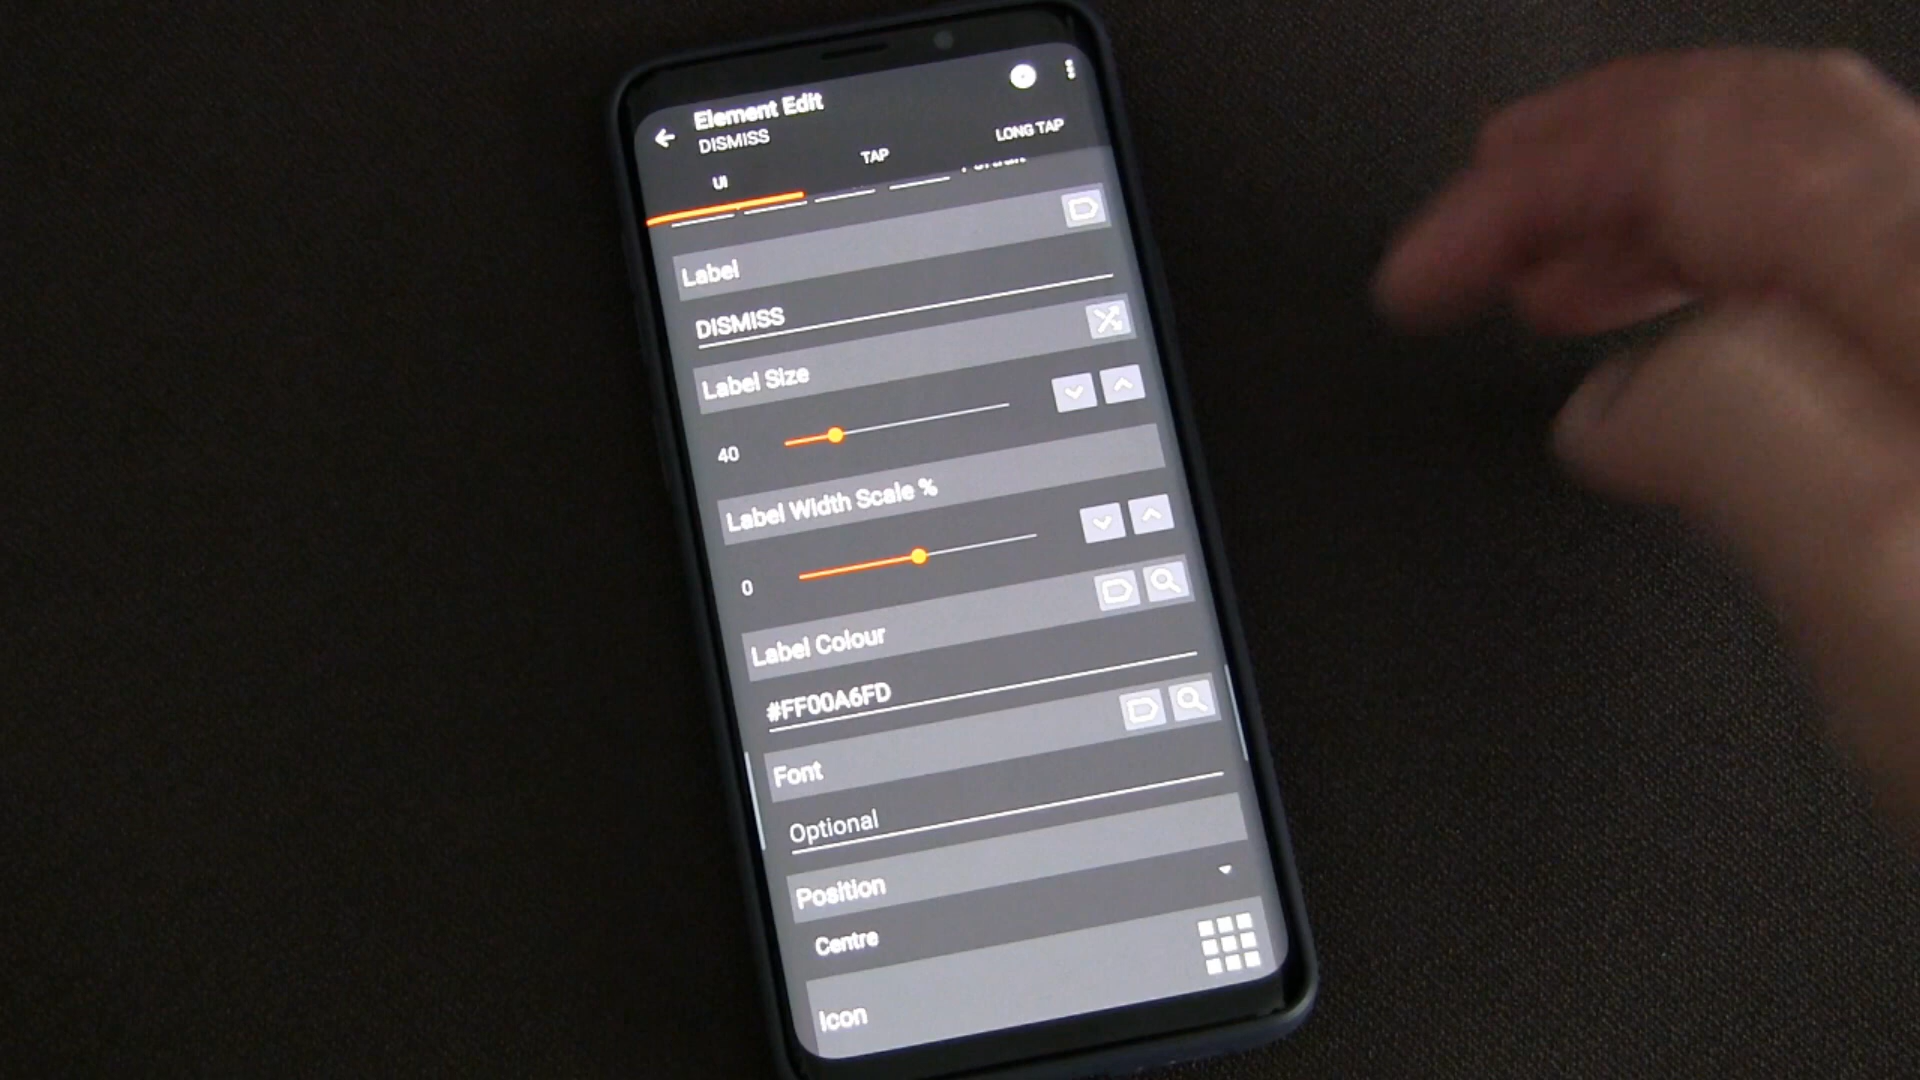 Element Edit
DISMISS
UI
TAP
LONG TAP
Label
DISMISS
Label Size
40
Label Width Scale %
0
Label Colour
#FF00A6FD
Font
Optional
Position
Centre
Icon